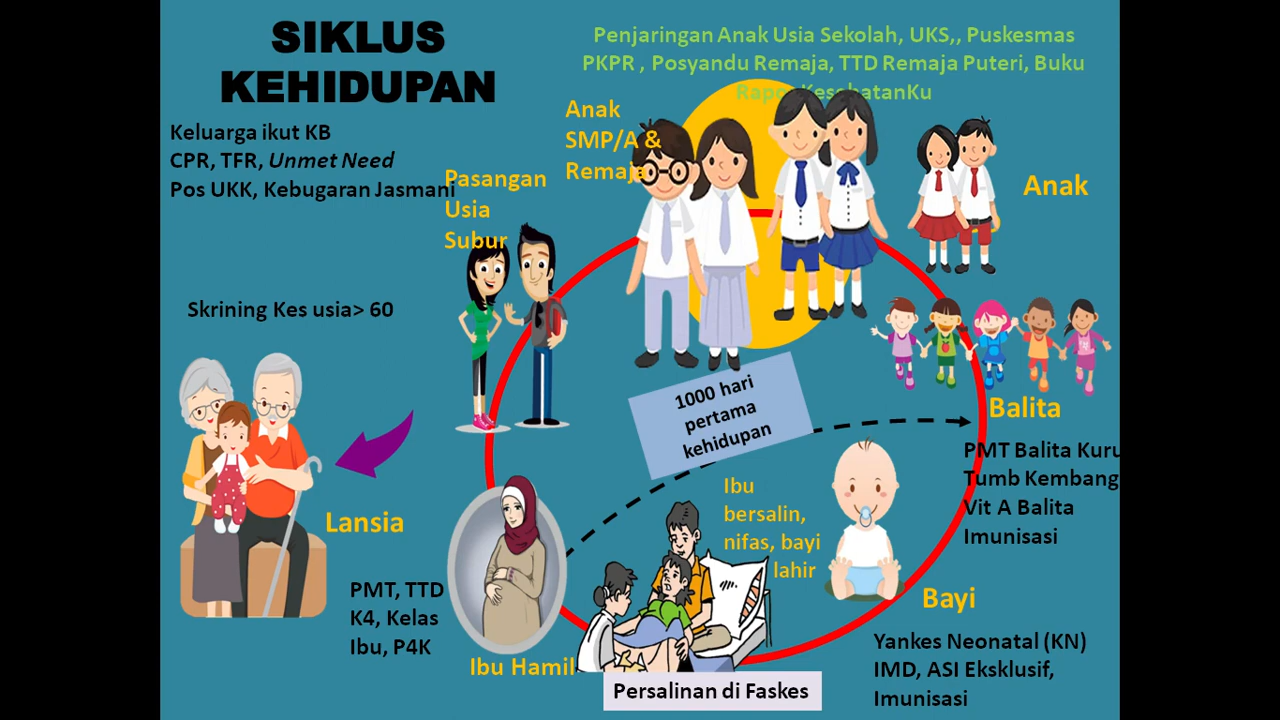 SIKLUS
KEHIDUPAN
Penjaringan Anak Usia Sekolah, UKS,, Puskesmas
PKPR , Posyandu Remaja, TTD Remaja Puteri, Buku
Rapor KesehatanKu
Keluarga ikut KB
CPR, TFR, Unmet Need
Pos UKK, Kebugaran Jasmani
Anak
SMP/A &
Remaja
Pasangan
Usia
Subur
Anak
Skrining Kes usia> 60
1000 hari
pertama
kehidupan
Balita
PMT Balita Kuru
Tumb Kembang
Vit A Balita
Imunisasi
Lansia
Ibu
bersalin,
nifas, bayi
lahir
PMT, TTD
K4, Kelas
Ibu, P4K
Ibu Hamil
Bayi
Yankes Neonatal (KN)
IMD, ASI Eksklusif,
Imunisasi
Persalinan di Faskes